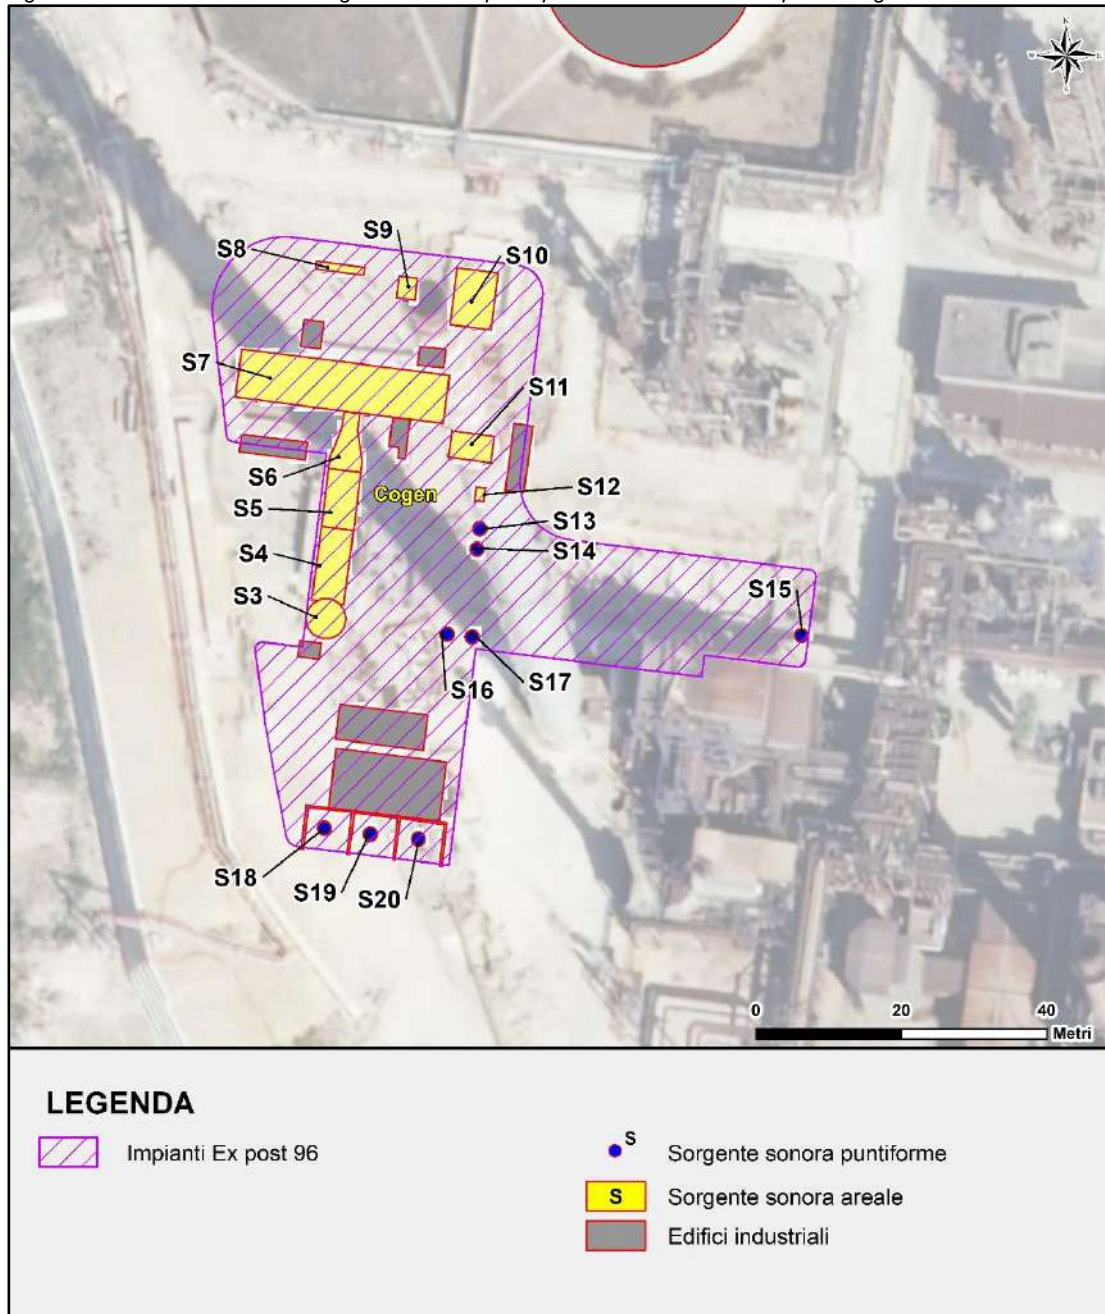 N
W E
S
S9
S8
S10
S7
S11
S6
Cogen
S12
S5
S13
S14
S4
S15
S3
S16
S17
S18
S19
S20
0 20 40
Metri
LEGENDA
Impianti Ex post 96
S
Sorgente sonora puntiforme
S Sorgente sonora areale
Edifici industriali